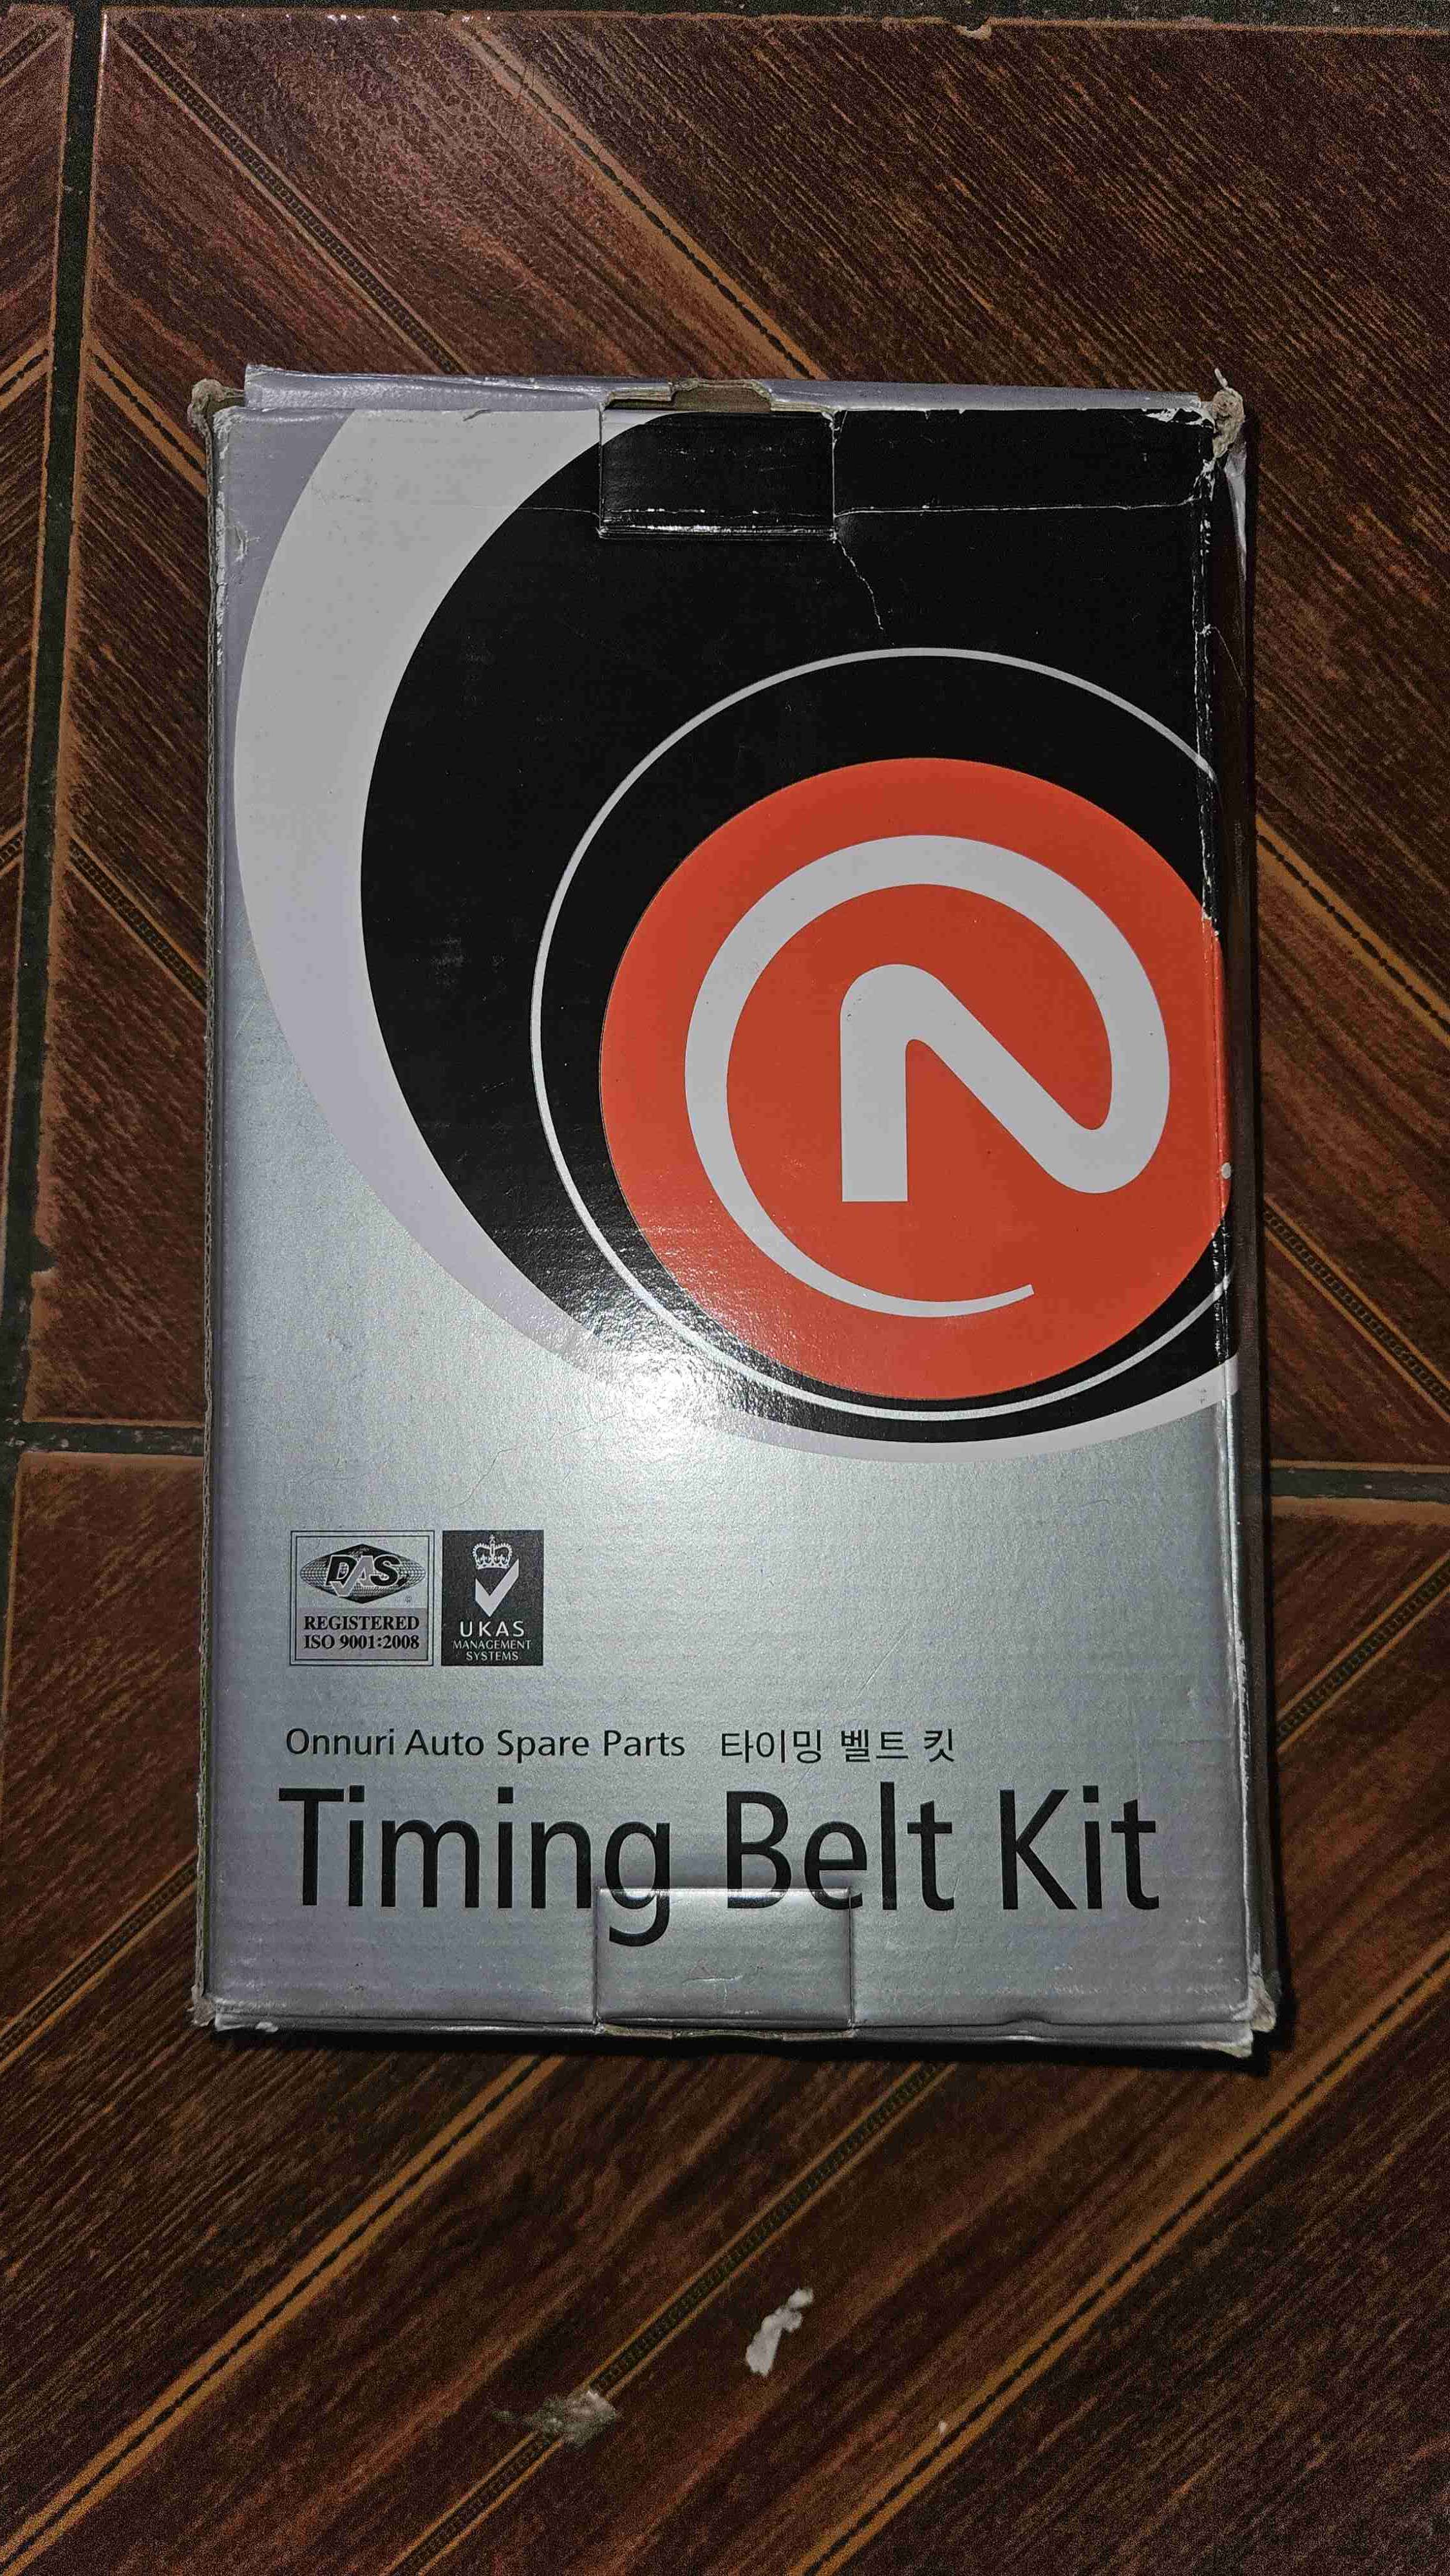 DAS
REGISTERED
ISO 9001:2008
UKAS
MANAGEMENT
SYSTEMS
Onnuri Auto Spare Parts 타이밍 벨트 킷
Timing Belt Kit